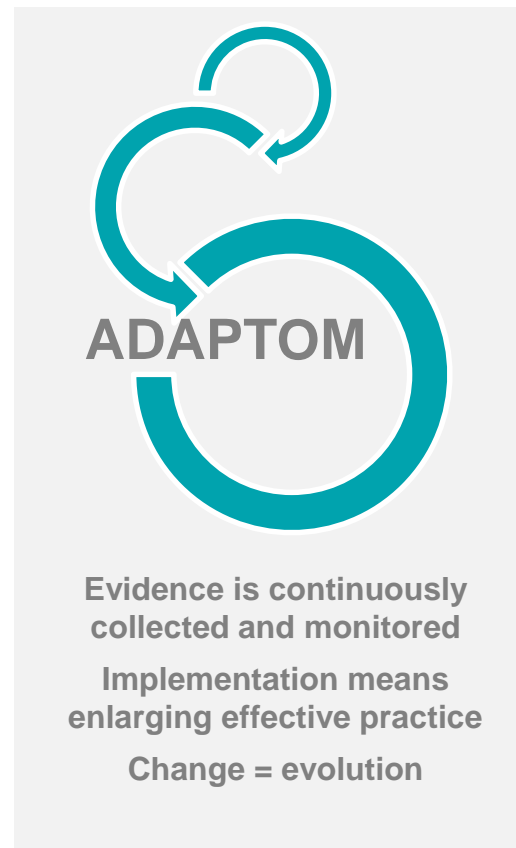 ADAPTOM
Evidence is continuously
collected and monitored
Implementation means
enlarging effective practice
Change = evolution